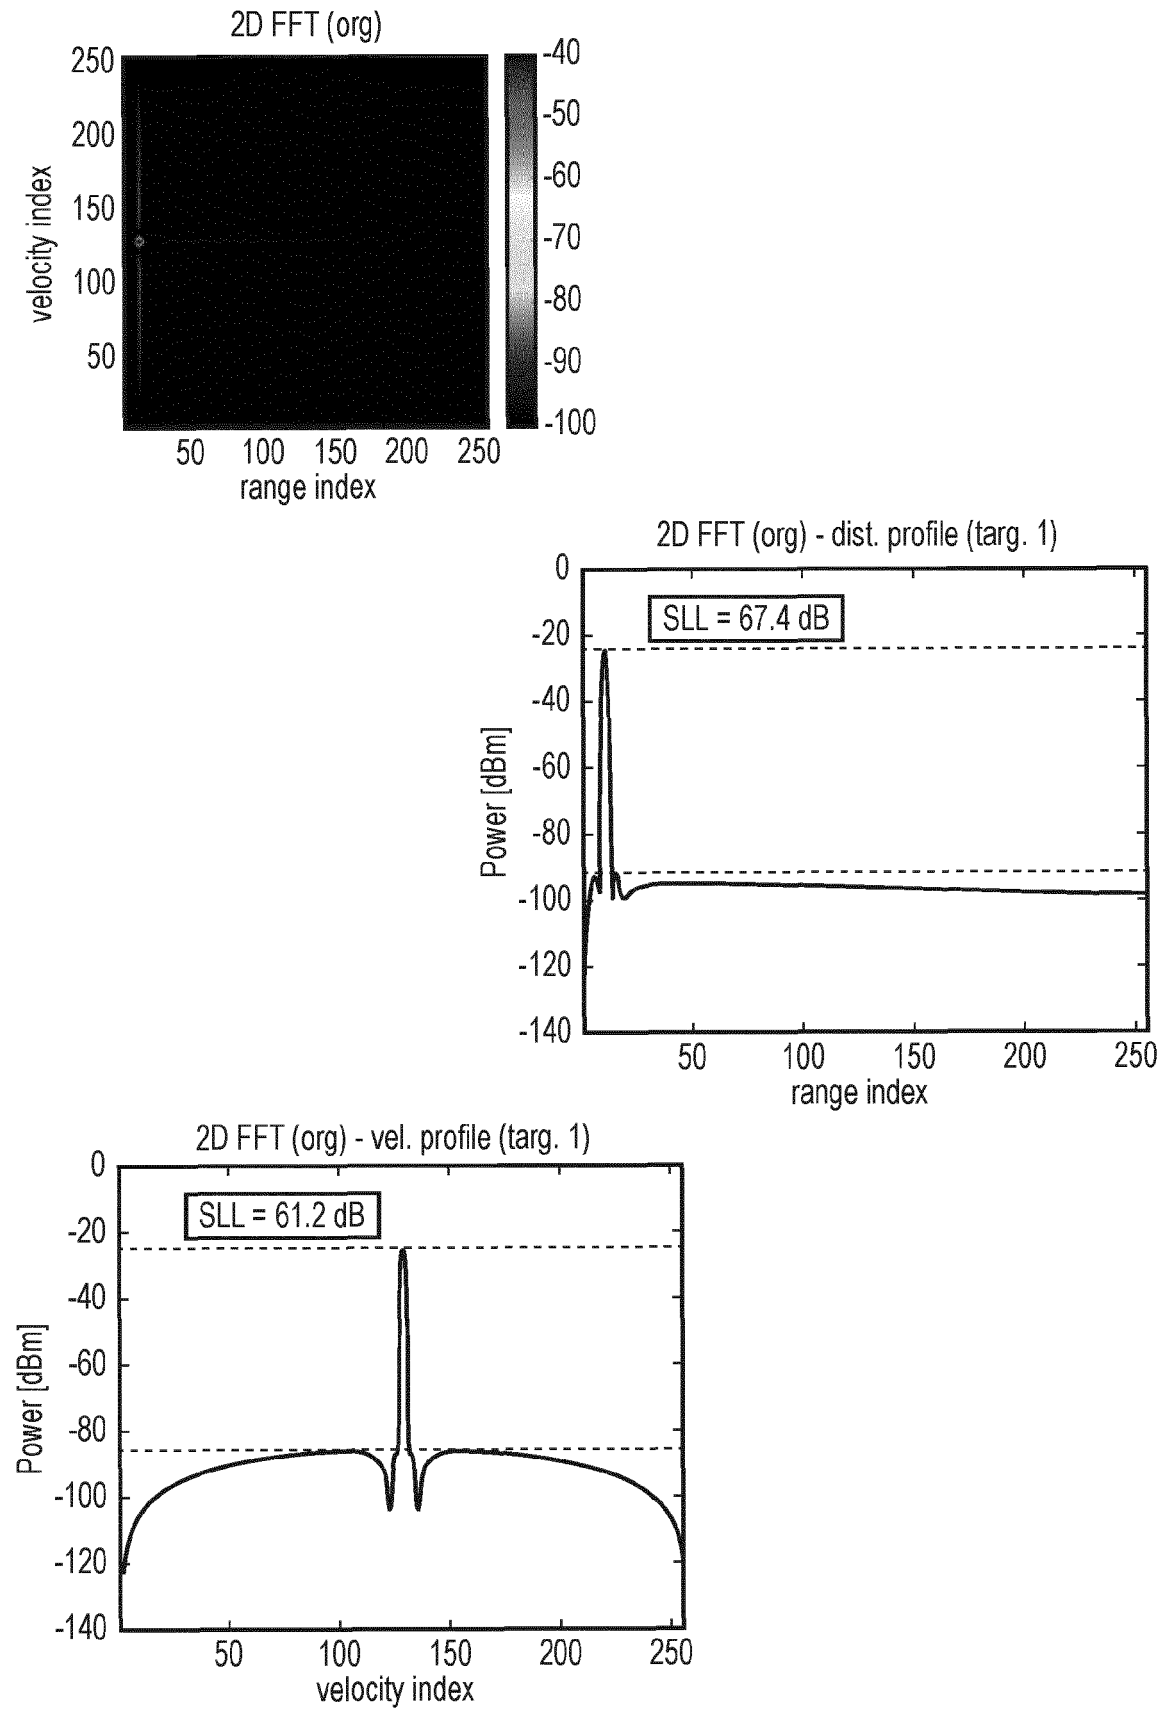 2D FFT (org)
250
200
150
100
50
velocity index
50 100 150 200 250
range index
-40
-50
-60
-70
-80
-90
-100
2D FFT (org) - dist. profile (targ. 1)
SLL = 67.4 dB
0
-20
-40
-60
-80
-100
-120
-140
Power [dBm]
50 100 150 200 250
range index
2D FFT (org) - vel. profile (targ. 1)
SLL = 61.2 dB
0
-20
-40
-60
-80
-100
-120
-140
Power [dBm]
50 100 150 200 250
velocity index